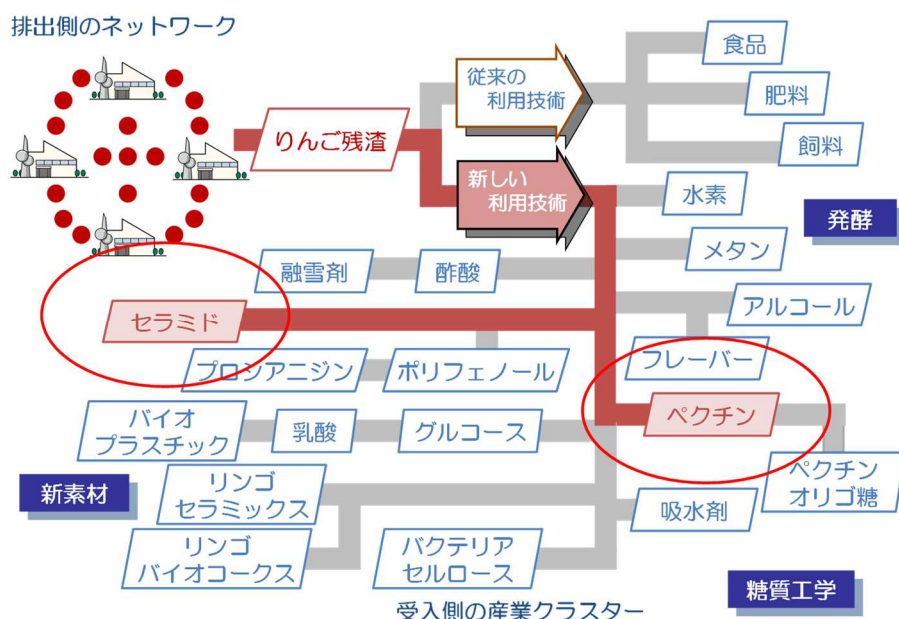 排出側のネットワーク
りんご残渣
従来の
利用技術
新しい
利用技術
食品
肥料
飼料
水素
発酵
メタン
融雪剤
酢酸
アルコール
セラミド
フレーバー
プロシアニジン
ポリフェノール
ペクチン
バイオ
プラスチック
乳酸
グルコース
ペクチン
オリゴ糖
新素材
リンゴ
セラミックス
吸水剤
リンゴ
バイオコークス
バクテリア
セルロース
糖質工学
受入側の産業クラスター